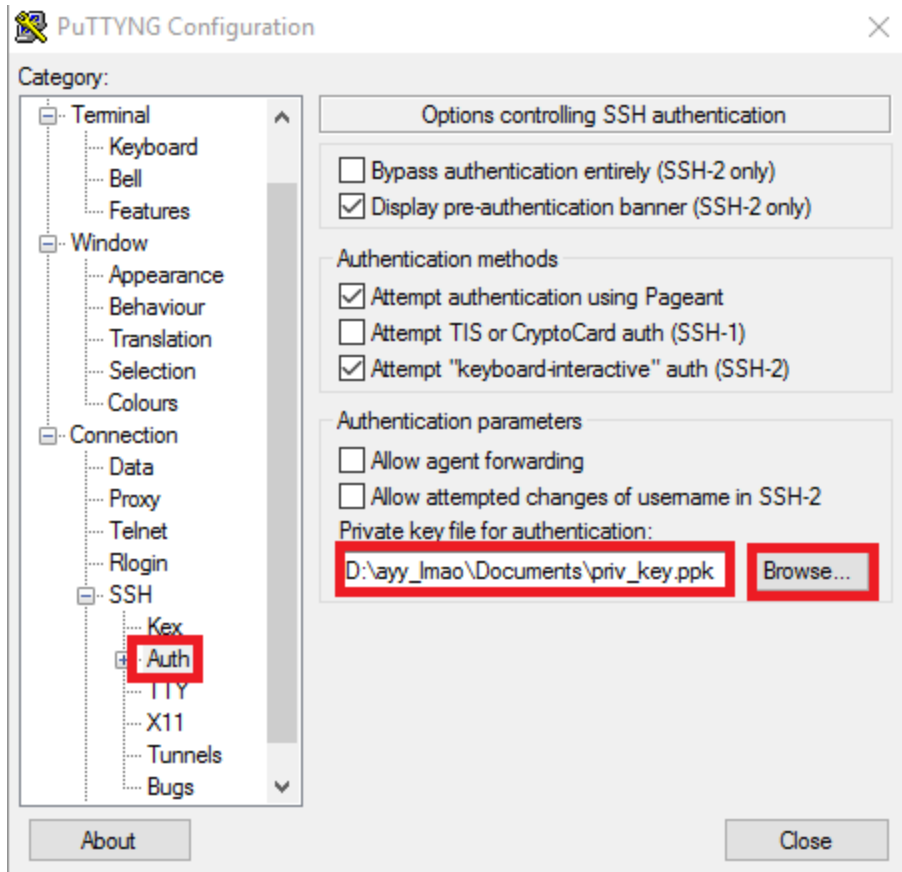 PuTTYNG Configuration
Category:
Terminal
Keyboard
Bell
Features
Window
Appearance
Behaviour
Translation
Selection
Colours
Connection
Data
Proxy
Telnet
Rlogin
SSH
Kex
Auth
TTY
X11
Tunnels
Bugs
Options controlling SSH authentication
Bypass authentication entirely (SSH-2 only)
Display pre-authentication banner (SSH-2 only)
Authentication methods
Attempt authentication using Pageant
Attempt TIS or CryptoCard auth (SSH-1)
Attempt "keyboard-interactive" auth (SSH-2)
Authentication parameters
Allow agent forwarding
Allow attempted changes of username in SSH-2
Private key file for authentication:
D:\ayy_lmao\Documents\priv_key.ppk
Browse...
About
Close